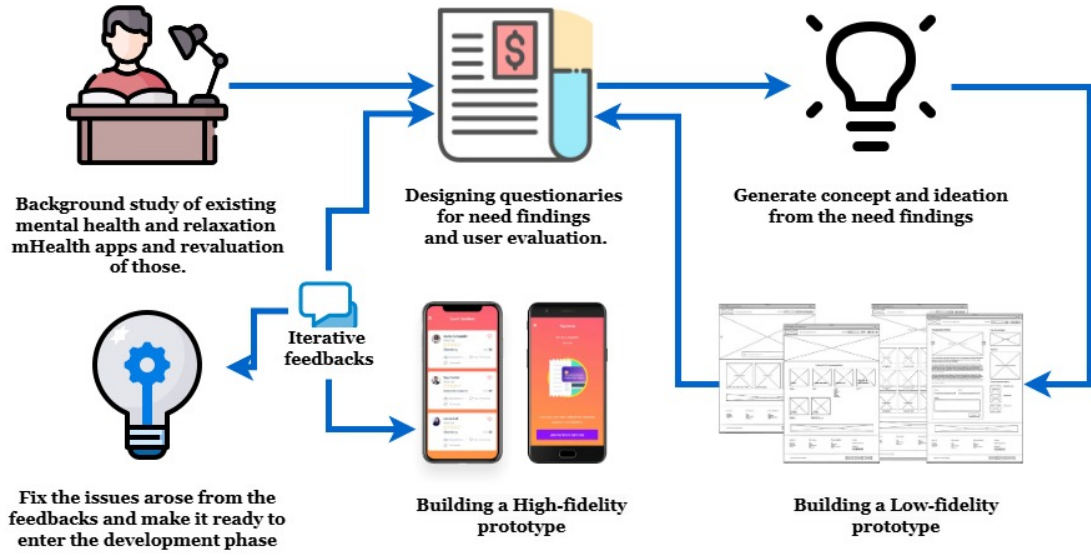 Background study of existing
mental health and relaxation
mHealth apps and revaluation
of those.
Designing questionaries
for need findings
and user evaluation.
Generate concept and ideation
from the need findings
Iterative
feedbacks
Fix the issues arose from the
feedbacks and make it ready to
enter the development phase
Building a High-fidelity
prototype
Building a Low-fidelity
prototype